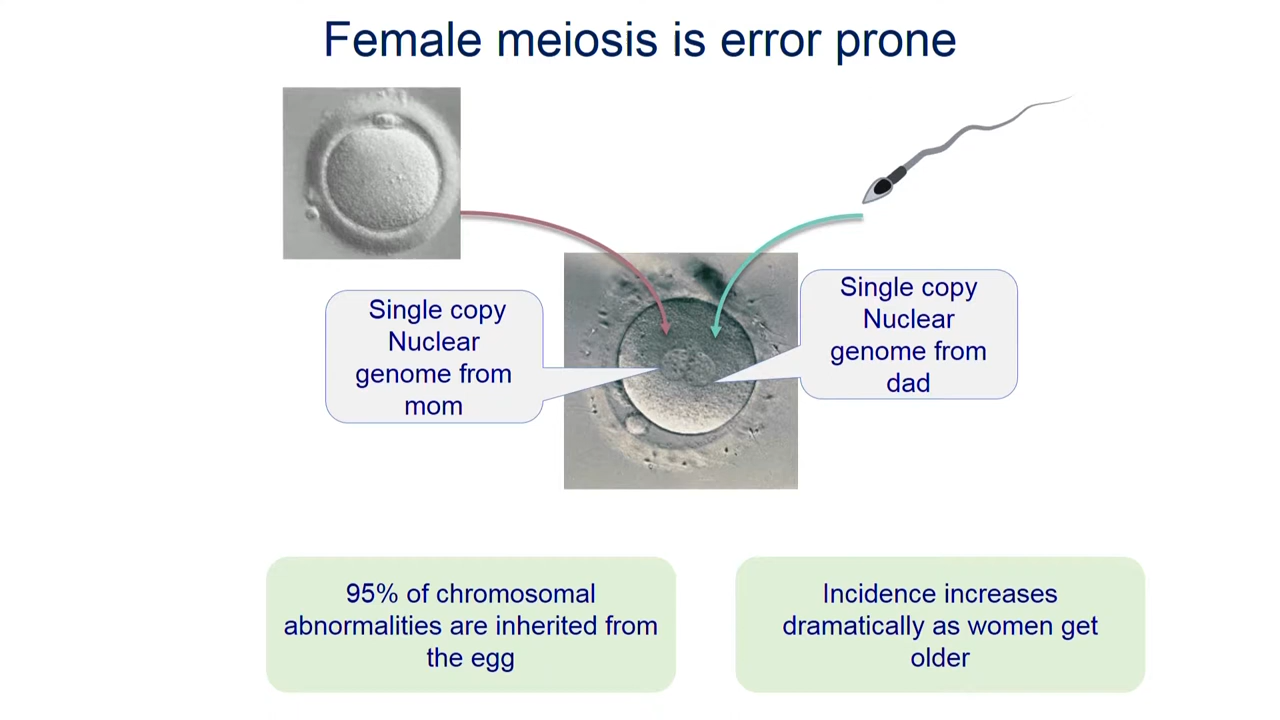 Female meiosis is error prone
Single copy
Nuclear
genome from
mom
Single copy
Nuclear
genome from
dad
95% of chromosomal
abnormalities are inherited from
the egg
Incidence increases
dramatically as women get
older